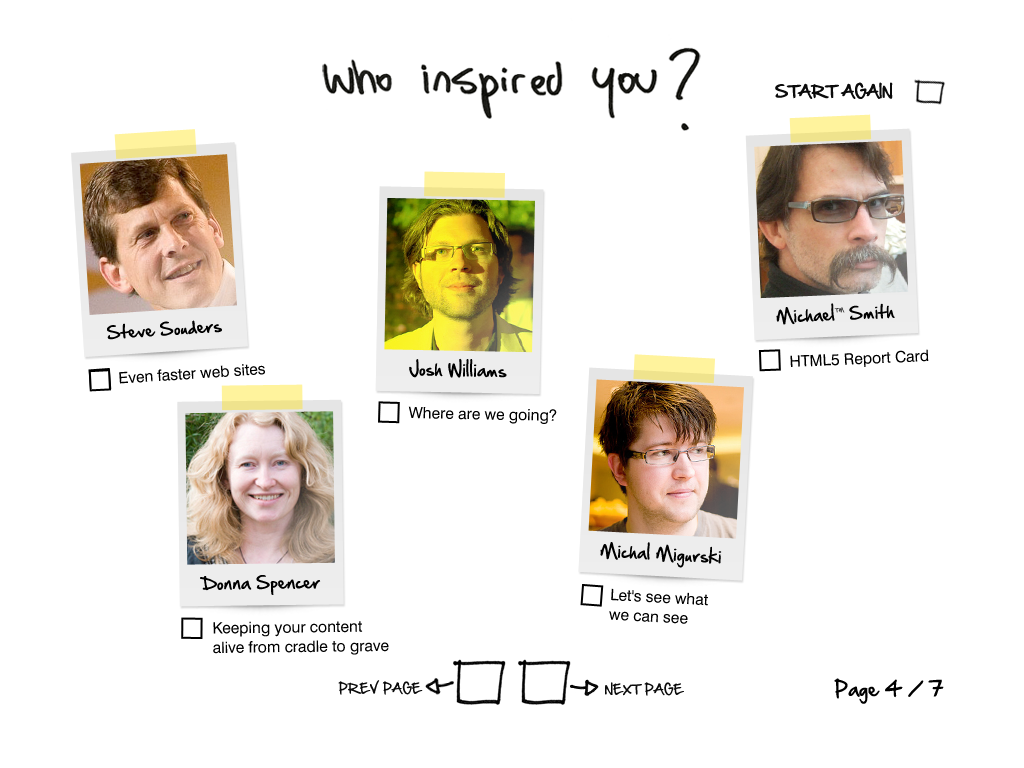 who inspired you?
START AGAIN
Steve Souders
Even faster web sites
Josh Williams
Where are we going?
Michael™ Smith
HTML5 Report Card
Donna Spencer
Keeping your content
alive from cradle to grave
Michal Migurski
Let's see what
we can see
PREV PAGE
NEXT PAGE
Page 4 / 7